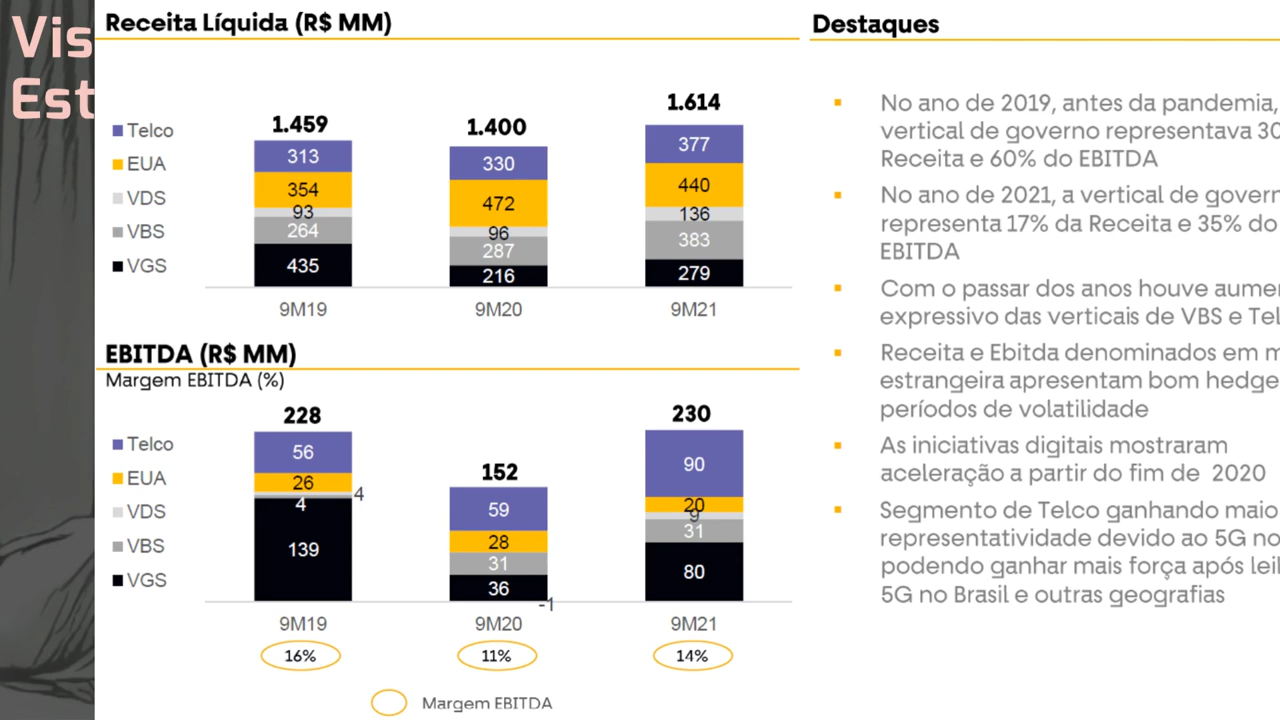 Vis
Est
Receita Líquida (R$ MM)
1.459
1.400
1.614
Telco
EUA
VDS
VBS
VGS
313
354
93
264
435
330
472
96
287
216
377
440
136
383
279
9M19
9M20
9M21
EBITDA (R$ MM)
Margem EBITDA (%)
228
152
230
Telco
EUA
VDS
VBS
VGS
56
26
4
4
139
59
28
31
36
-1
90
20
9
31
80
9M19
9M20
9M21
16%
11%
14%
Margem EBITDA
Destaques
No ano de 2019, antes da pandemia,
vertical de governo representava 30
Receita e 60% do EBITDA
No ano de 2021, a vertical de govern
representa 17% da Receita e 35% do
EBITDA
Com o passar dos anos houve aumen
expressivo das verticais de VBS e Tel
Receita e Ebitda denominados em m
estrangeira apresentam bom hedge
períodos de volatilidade
As iniciativas digitais mostraram
aceleração a partir do fim de 2020
Segmento de Telco ganhando maio
representatividade devido ao 5G no
podendo ganhar mais força após leil
5G no Brasil e outras geografias